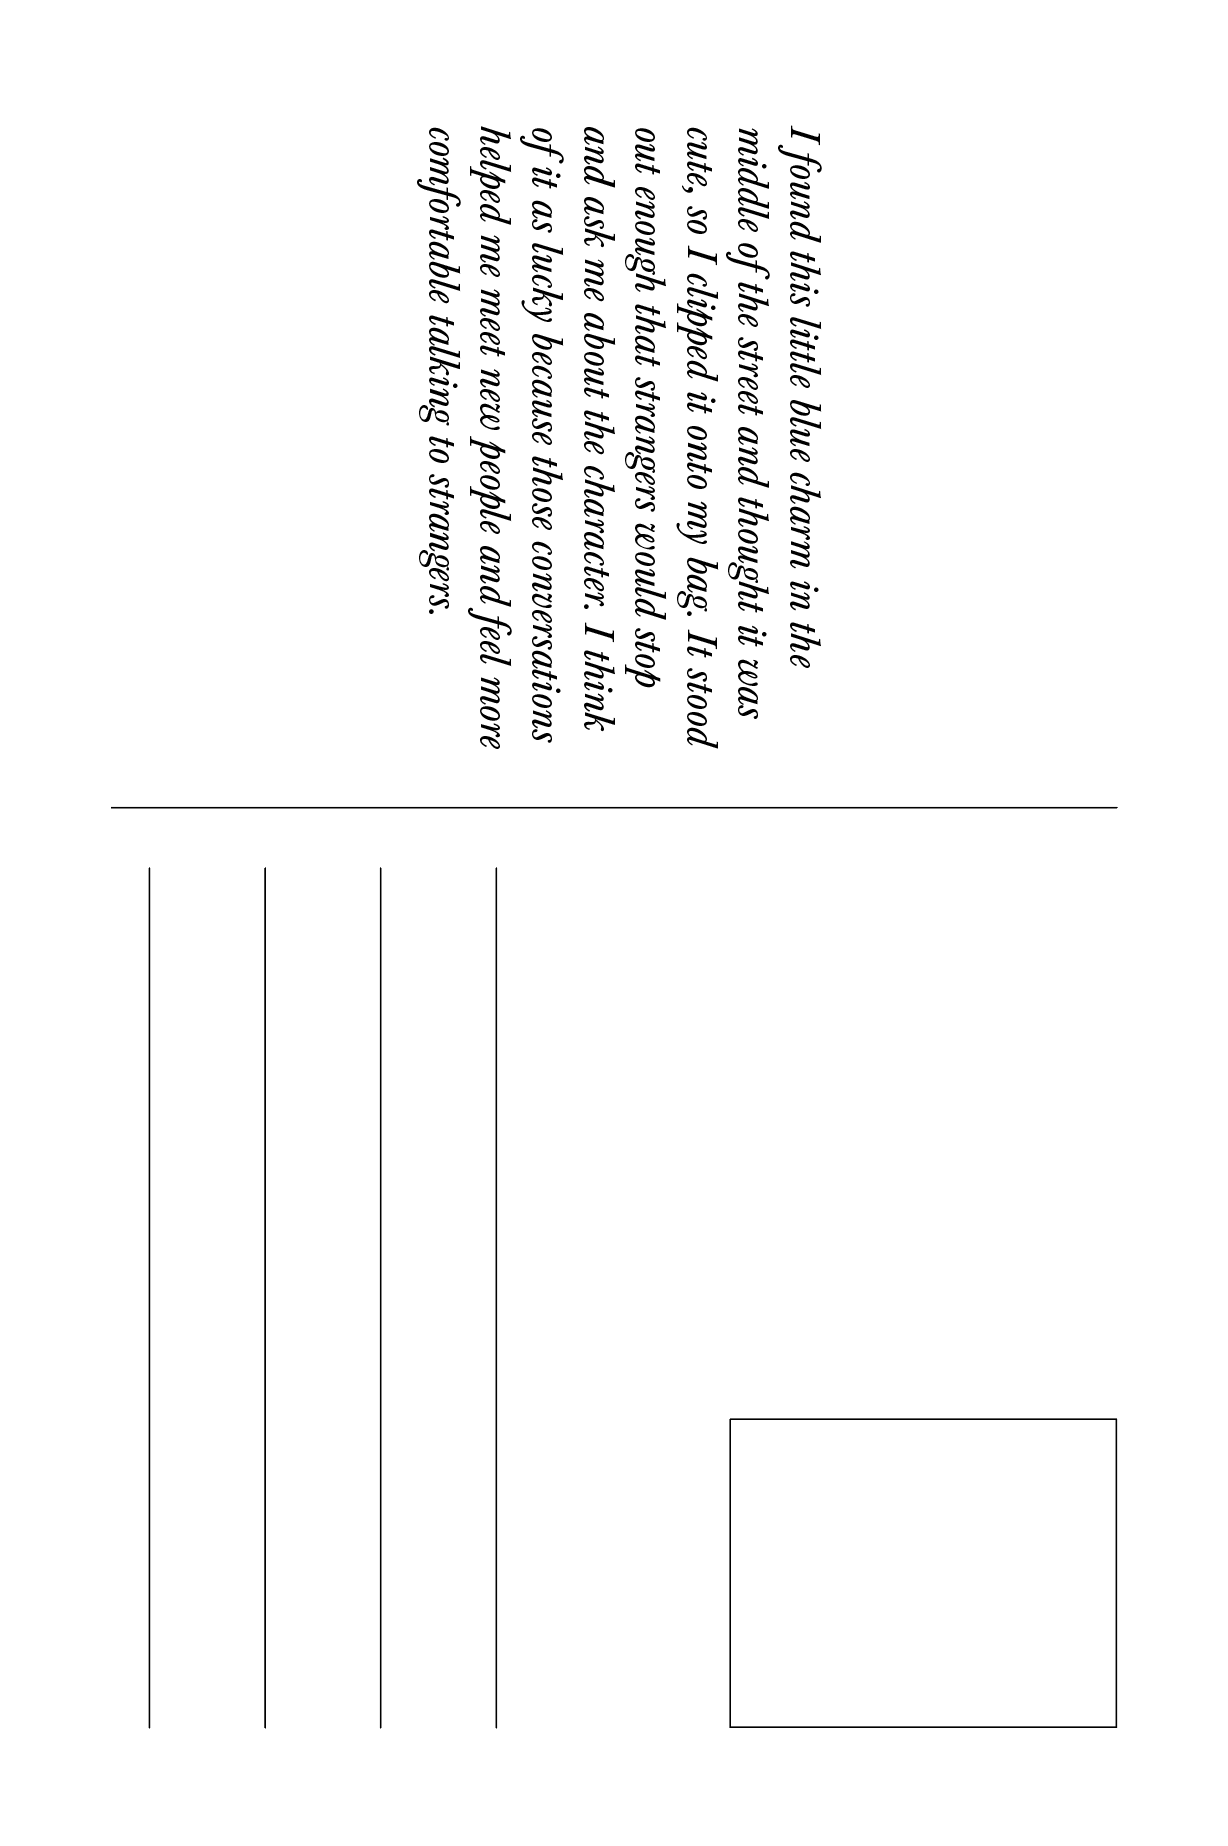 I found this little blue charm in the
middle of the street and thought it was
cute, so I clipped it onto my bag. It stood
out enough that strangers would stop
and ask me about the character. I think
of it as lucky because those conversations
helped me meet new people and feel more
comfortable talking to strangers.